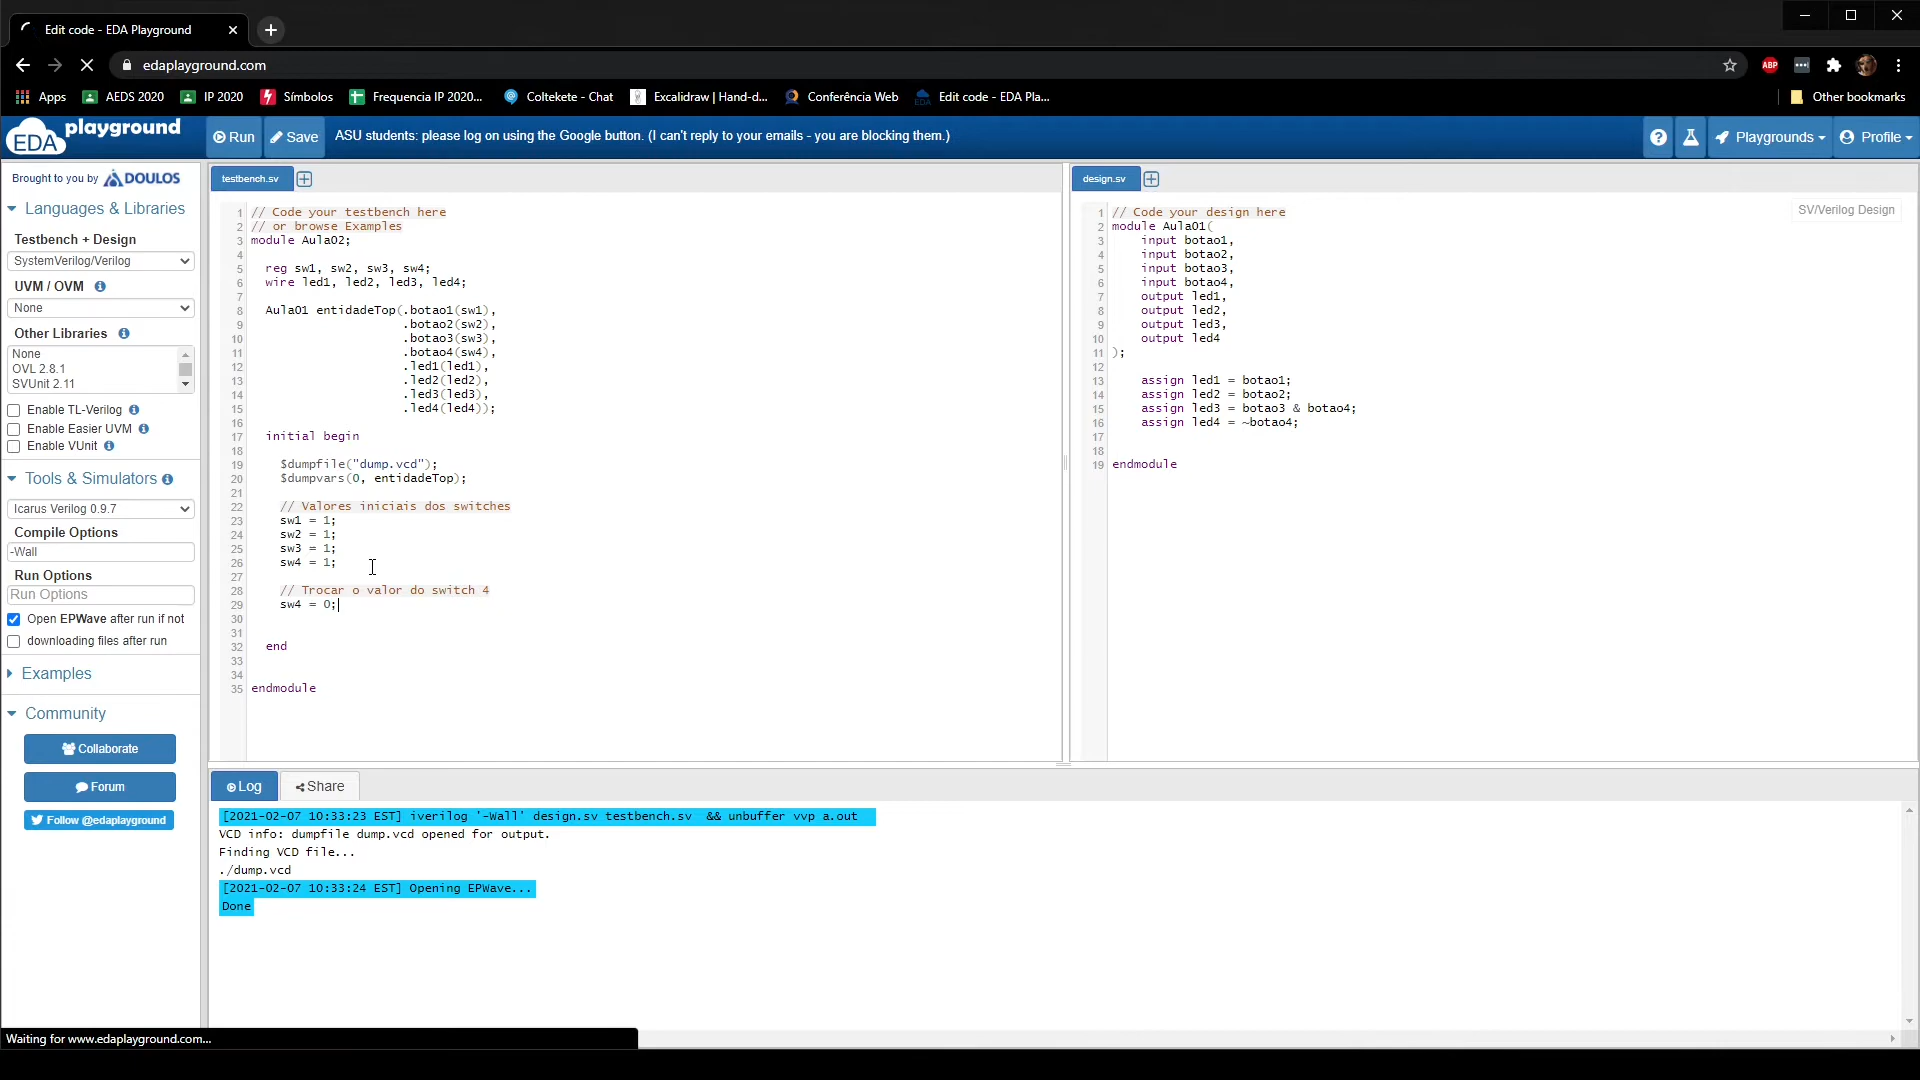 Edit code - EDA Playground
edaplayground.com
ABP
Apps
AEDS 2020
IP 2020
Símbolos
Frequencia IP 2020...
Coltekete - Chat
Excalidraw | Hand-d...
Conferência Web
EDA
Edit code - EDA Pla...
Other bookmarks
EDA playground
Run
Save
ASU students: please log on using the Google button. (I can't reply to your emails - you are blocking them.)
Playgrounds
Profile
Brought to you by DOULOS
Languages & Libraries
Testbench + Design
SystemVerilog/Verilog
UVM / OVM
None
Other Libraries
None
OVL 2.8.1
SVUnit 2.11
Enable TL-Verilog
Enable Easier UVM
Enable VUnit
Tools & Simulators
Icarus Verilog 0.9.7
Compile Options
-Wall
Run Options
Run Options
Open EPWave after run if not
downloading files after run
Examples
Community
Collaborate
Forum
Follow @edaplayground
testbench.sv
1 // Code your testbench here
2 // or browse Examples
3 module Aula02;
4
5 reg sw1, sw2, sw3, sw4;
6 wire led1, led2, led3, led4;
7
8 Aula01 entidadeTop(.botao1(sw1),
9 .botao2(sw2),
10 .botao3(sw3),
11 .botao4(sw4),
12 .led1(led1),
13 .led2(led2),
14 .led3(led3),
15 .led4(led4));
16
17 initial begin
18
19 $dumpfile("dump.vcd");
20 $dumpvars(0, entidadeTop);
21
22 // Valores iniciais dos switches
23 sw1 = 1;
24 sw2 = 1;
25 sw3 = 1;
26 sw4 = 1;
27
28 // Trocar o valor do switch 4
29 sw4 = 0;
30
31
32 end
33
34
35 endmodule
design.sv
SV/Verilog Design
1 // Code your design here
2 module Aula01(
3 input botao1,
4 input botao2,
5 input botao3,
6 input botao4,
7 output led1,
8 output led2,
9 output led3,
10 output led4
11 );
12
13 assign led1 = botao1;
14 assign led2 = botao2;
15 assign led3 = botao3 & botao4;
16 assign led4 = ~botao4;
17
18
19 endmodule
Log
Share
[2021-02-07 10:33:23 EST] iverilog '-Wall' design.sv testbench.sv && unbuffer vvp a.out
VCD info: dumpfile dump.vcd opened for output.
Finding VCD file...
./dump.vcd
[2021-02-07 10:33:24 EST] Opening EPWave...
Done
Waiting for www.edaplayground.com...